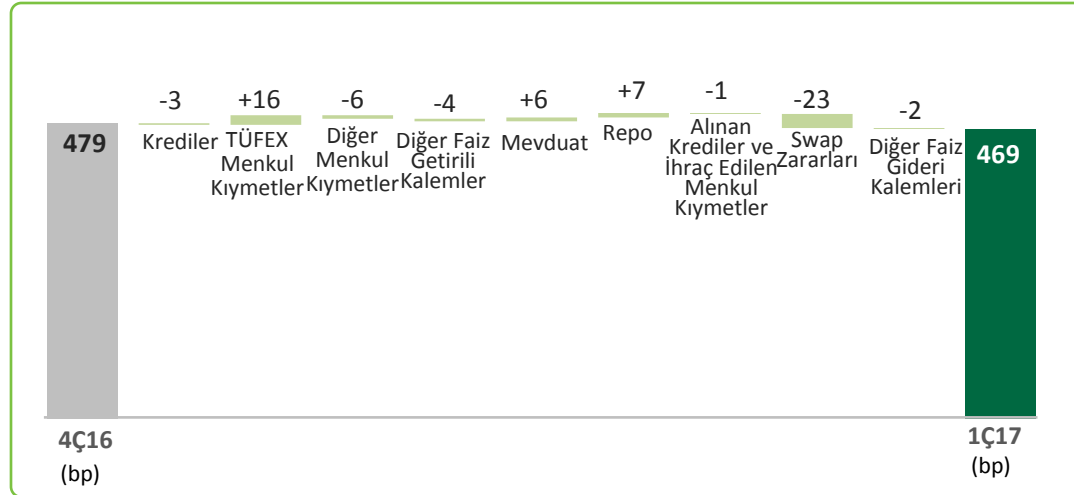 479
-3
Krediler
+16
TÜFEX
Menkul
Kıymetler
-6
Diğer
Menkul
Kıymetler
-4
Diğer Faiz
Getirili
Kalemler
+6
Mevduat
+7
Repo
-1
Alınan
Krediler ve
İhraç Edilen
Menkul
Kıymetler
-23
Swap
Zararları
-2
Diğer Faiz
Gideri
Kalemleri
469
4Ç16
(bp)
1Ç17
(bp)